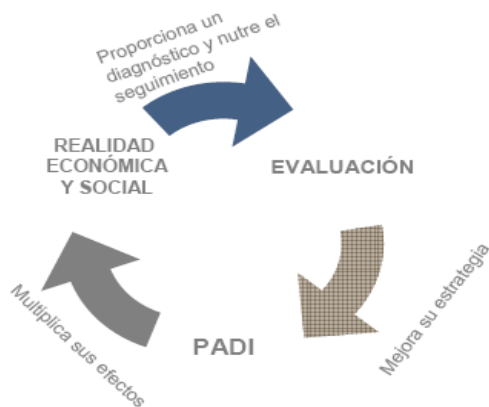 Proporciona un
diagnóstico y nutre el
seguimiento
REALIDAD
ECONÓMICA
Y SOCIAL
EVALUACIÓN
Mejora su estrategia
PADI
Multiplica sus efectos